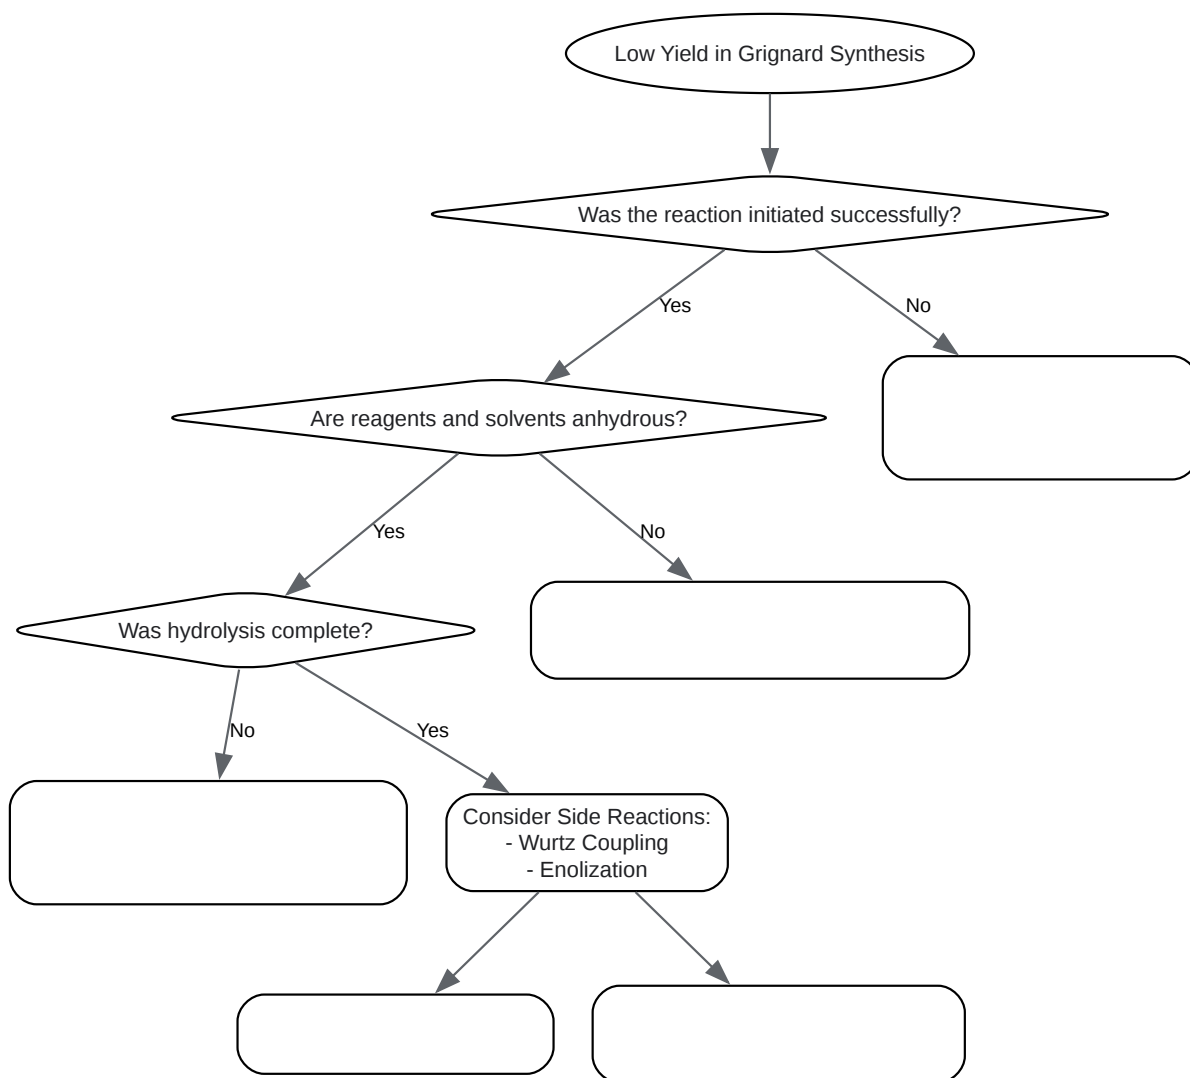 Low Yield in Grignard Synthesis
Was the reaction initiated successfully?
Yes
No
Are reagents and solvents anhydrous?
Yes
No
Was hydrolysis complete?
No
Yes
Consider Side Reactions:
- Wurtz Coupling
- Enolization